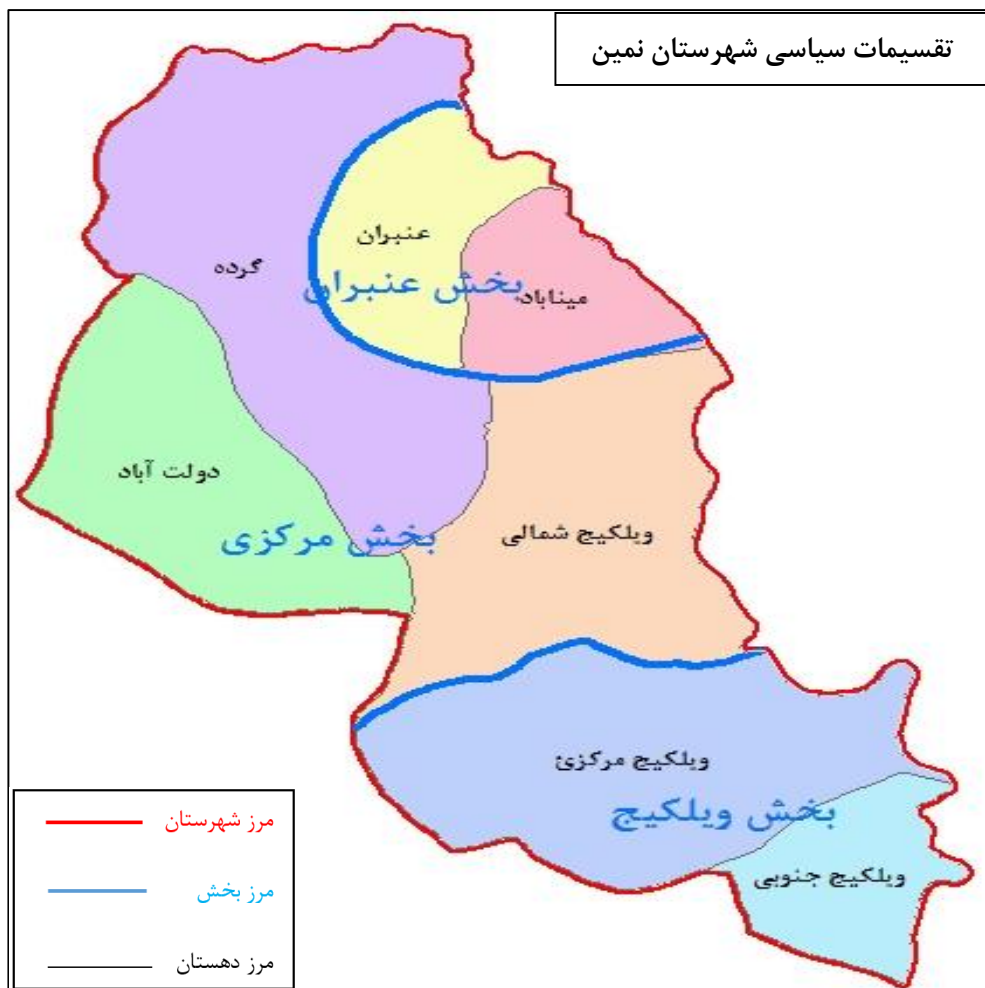 تقسیمات سیاسی شهرستان نمین
عنبران
گرده
بخش عنبران
میناباد
دولت آباد
ویلکیج شمالی
بخش مرکزی
ویلکیج مرکزئ
بخش ویلکیج
ویلکیج جنوبی
مرز شهرستان
مرز بخش
مرز دهستان